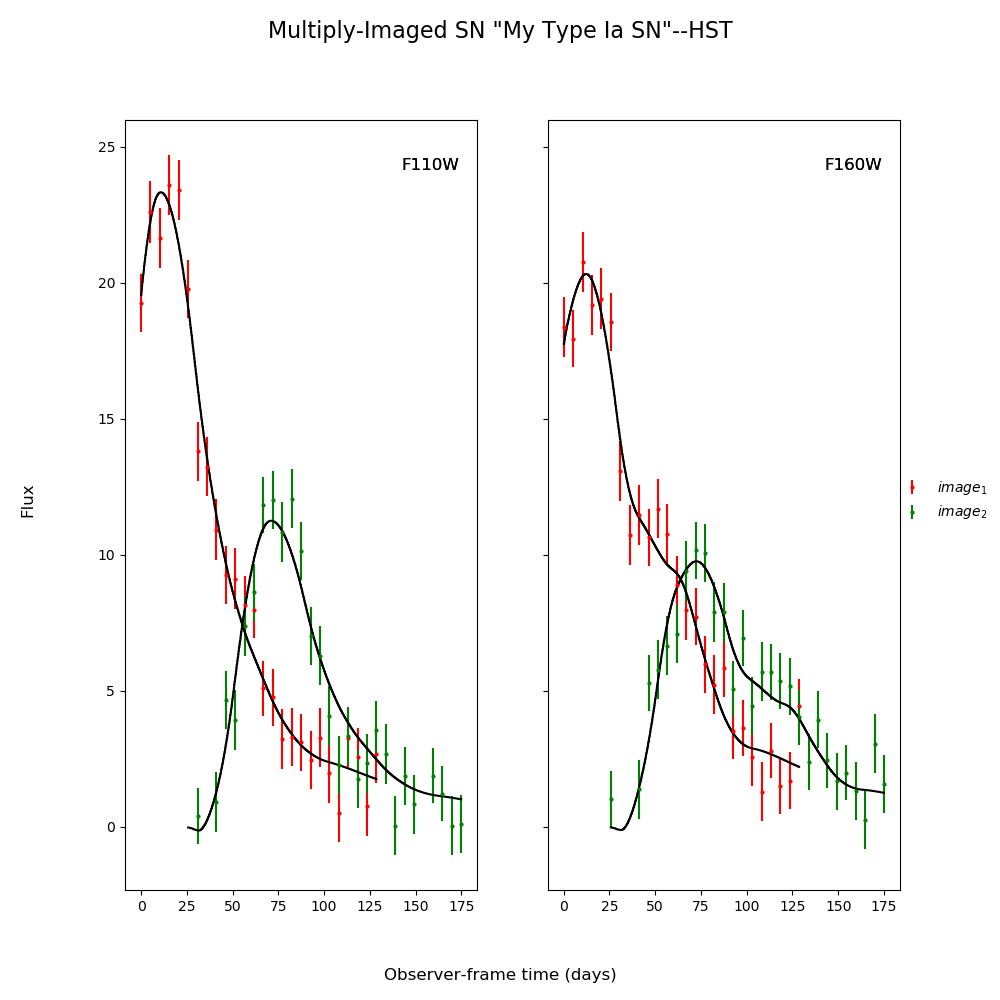 Multiply-Imaged SN "My Type Ia SN"--HST
F110W
F160W
25
20
15
10
5
0
Flux
image1
image2
0 25 50 75 100 125 150 175
0 25 50 75 100 125 150 175
Observer-frame time (days)